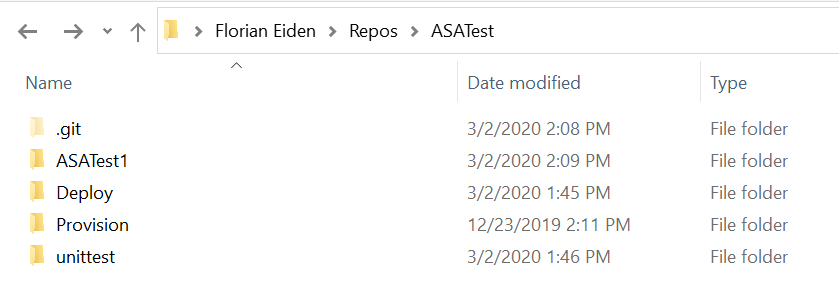 Florian Eiden Repos ASATest
Name Date modified Type
.git 3/2/2020 2:08 PM File folder
ASATest1 3/2/2020 2:09 PM File folder
Deploy 3/2/2020 1:45 PM File folder
Provision 12/23/2019 2:11 PM File folder
unittest 3/2/2020 1:46 PM File folder